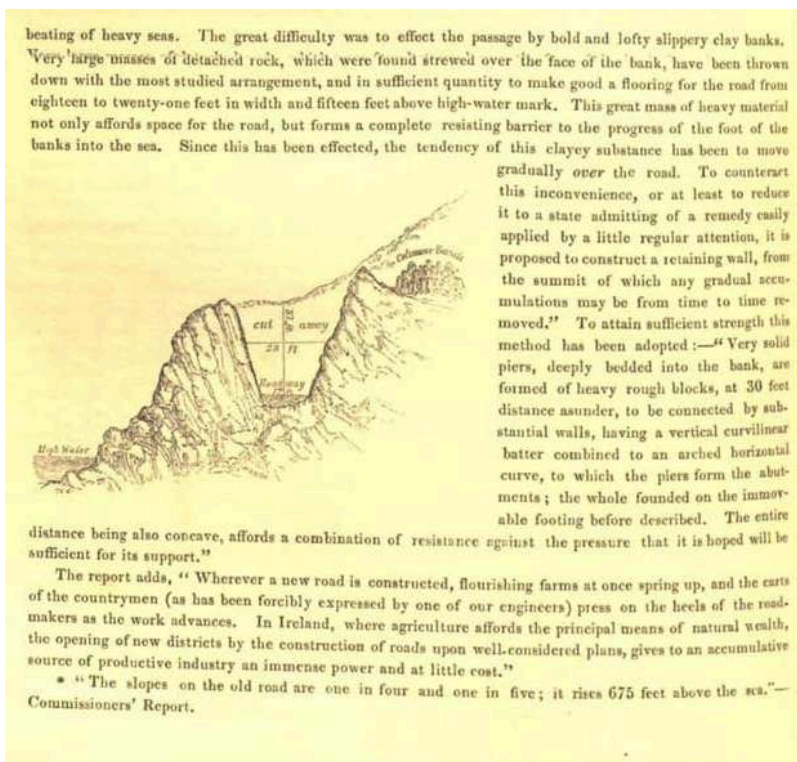 beating of heavy seas. The great difficulty was to effect the passage by bold and lofty slippery clay banks.
Very large masses of detached rock, which were found strewed over the face of the bank, have been thrown
down with the most studied arrangement, and in sufficient quantity to make good a flooring for the road from
eighteen to twenty-one feet in width and fifteen feet above high-water mark. This great mass of heavy material
not only affords space for the road, but forms a complete resisting barrier to the progress of the foot of the
banks into the sea. Since this has been effected, the tendency of this clayey substance has been to move
gradually over the road. To counteract
this inconvenience, or at least to reduce
it to a state admitting of a remedy easily
applied by a little regular attention, it is
proposed to construct a retaining wall, from
the summit of which any gradual accu-
mulations may be from time to time re-
moved.” To attain sufficient strength this
method has been adopted :—“ Very solid
piers, deeply bedded into the bank, are
formed of heavy rough blocks, at 30 feet
distance asunder, to be connected by sub-
stantial walls, having a vertical curvilinear
batter combined to an arched horizontal
curve, to which the piers form the abut-
ments ; the whole founded on the immov-
able footing before described. The entire
Columnar Basalt
cut away
28 ft
Roadway
High Water
distance being also concave, affords a combination of resistance against the pressure that it is hoped will be
sufficient for its support.”
The report adds, “ Wherever a new road is constructed, flourishing farms at once spring up, and the carts
of the countrymen (as has been forcibly expressed by one of our engineers) press on the heels of the road-
makers as the work advances. In Ireland, where agriculture affords the principal means of natural wealth,
the opening of new districts by the construction of roads upon well-considered plans, gives to an accumulative
source of productive industry an immense power and at little cost.”
* “ The slopes on the old road are one in four and one in five ; it rises 675 feet above the sea.”—
Commissioners’ Report.